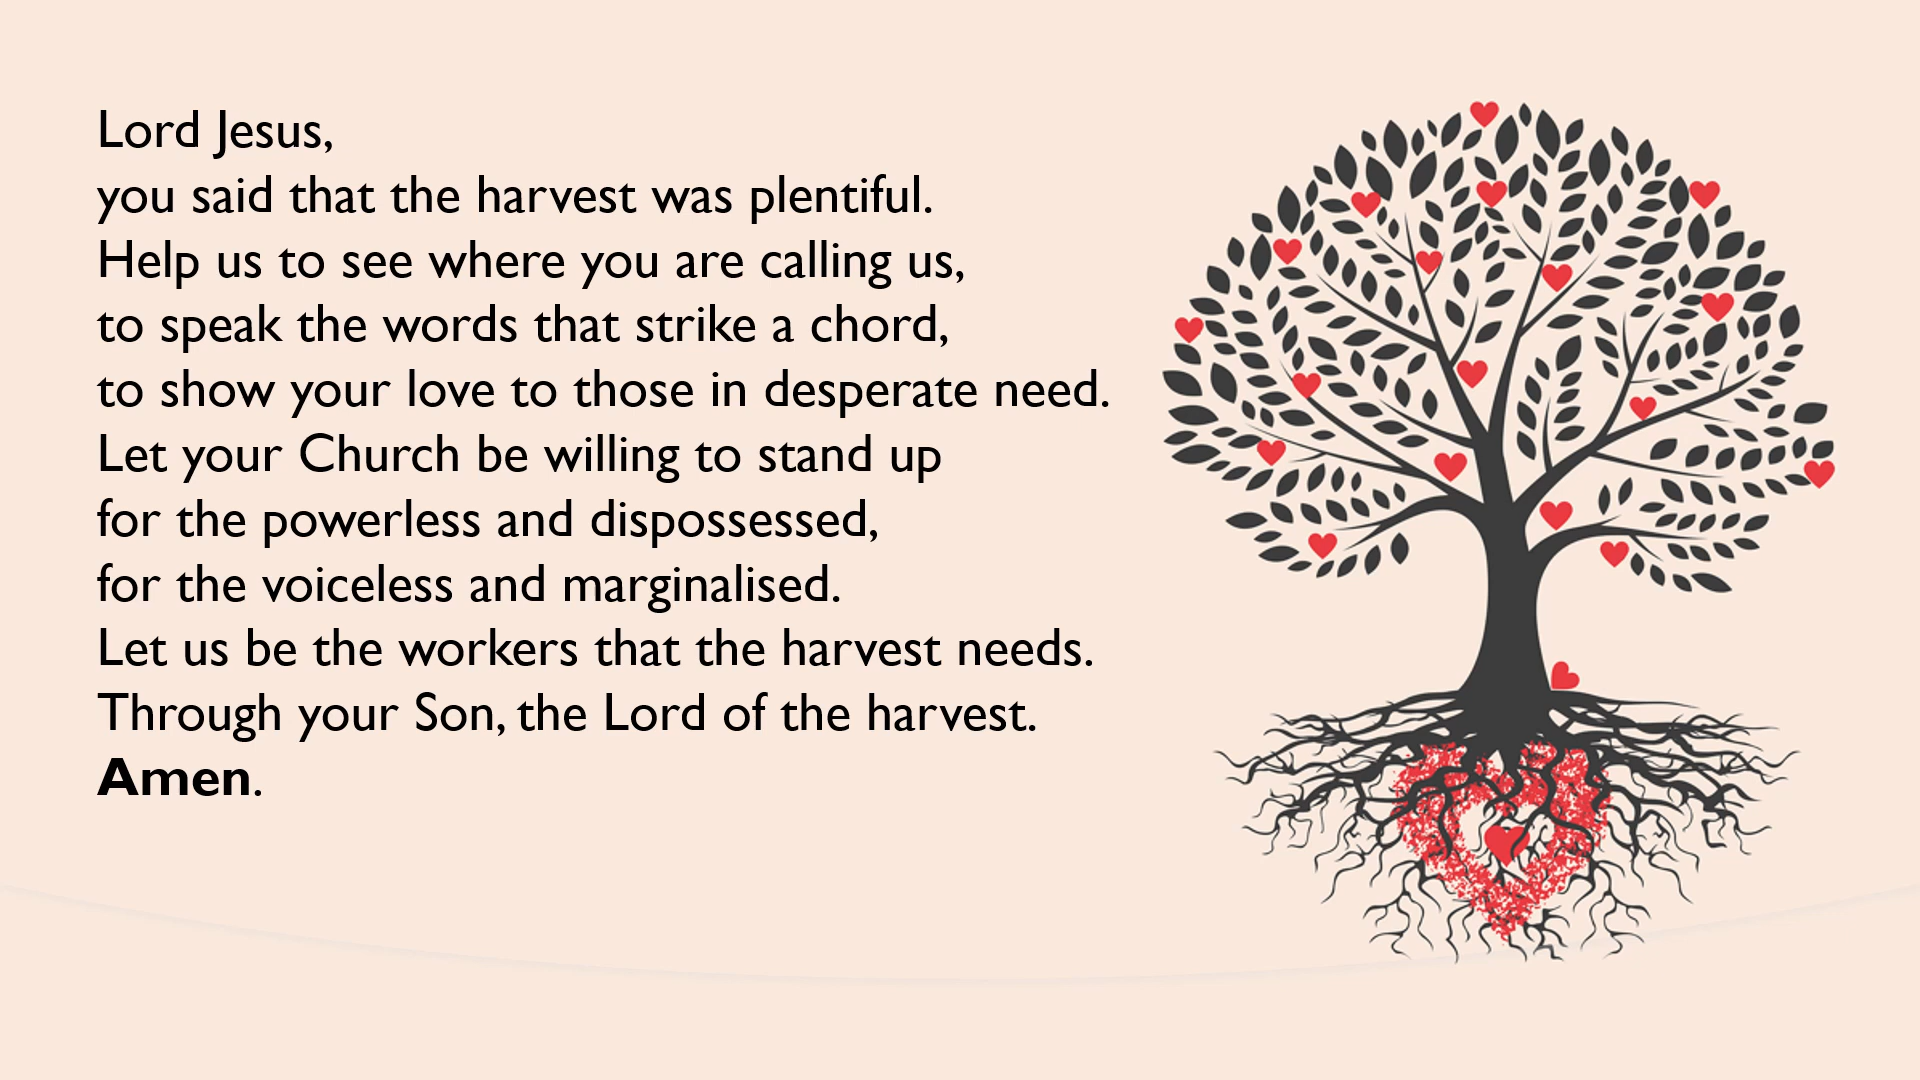 Lord Jesus,
you said that the harvest was plentiful.
Help us to see where you are calling us,
to speak the words that strike a chord,
to show your love to those in desperate need.
Let your Church be willing to stand up
for the powerless and dispossessed,
for the voiceless and marginalised.
Let us be the workers that the harvest needs.
Through your Son, the Lord of the harvest.
Amen.